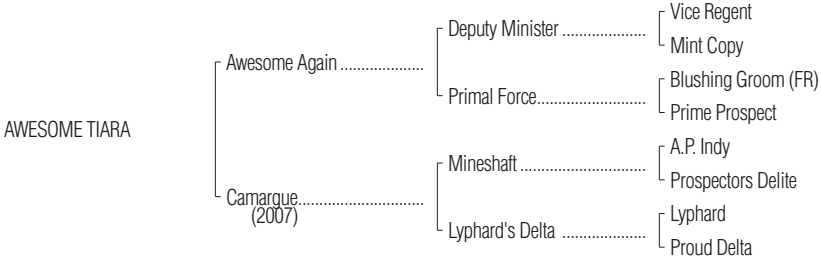 Vice Regent
Deputy Minister ....................
Mint Copy
Awesome Again ....................
Blushing Groom (FR)
Primal Force..........................
Prime Prospect
AWESOME TIARA
A.P. Indy
Mineshaft ..............................
Prospectors Delite
Camargue..............................
(2007)
Lyphard
Lyphard's Delta ....................
Proud Delta